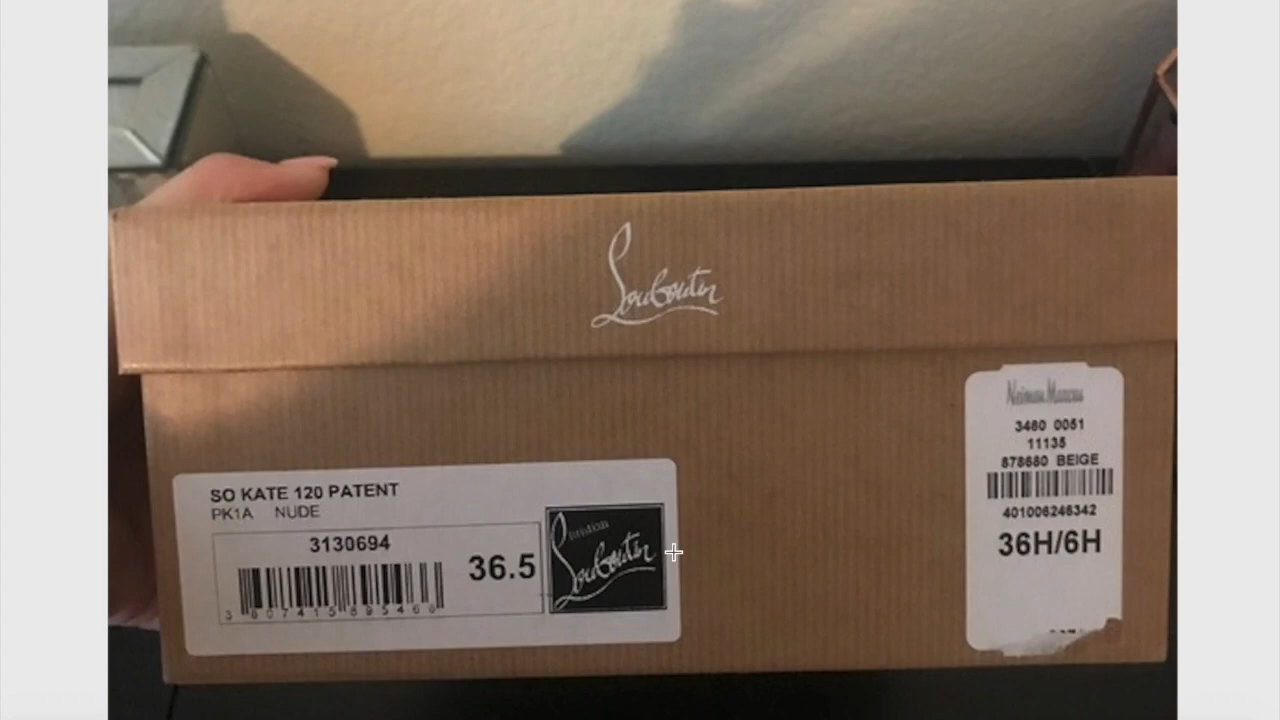 Louboutin
SO KATE 120 PATENT
PK1A NUDE
3130694
36.5
Louboutin
Neiman Marcus
3460 0051
11135
878680 BEIGE
401006246342
36H/6H